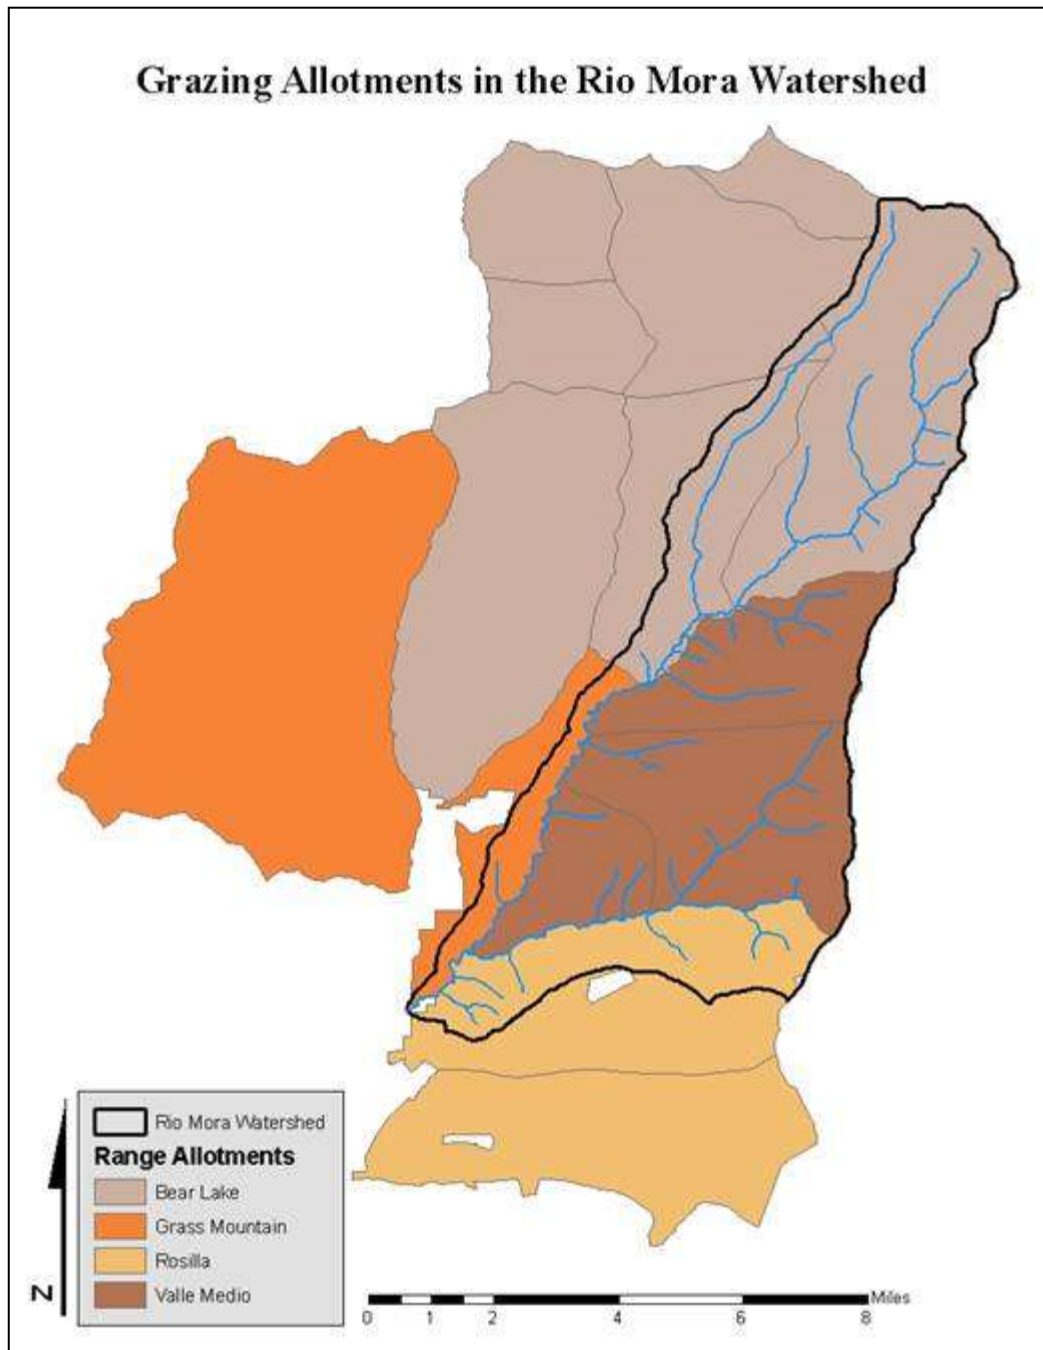 Grazing Allotments in the Rio Mora Watershed
Rio Mora Watershed
Range Allotments
Bear Lake
Grass Mountain
Rosilla
Valle Medio
N
Miles
0 1 2 4 6 8